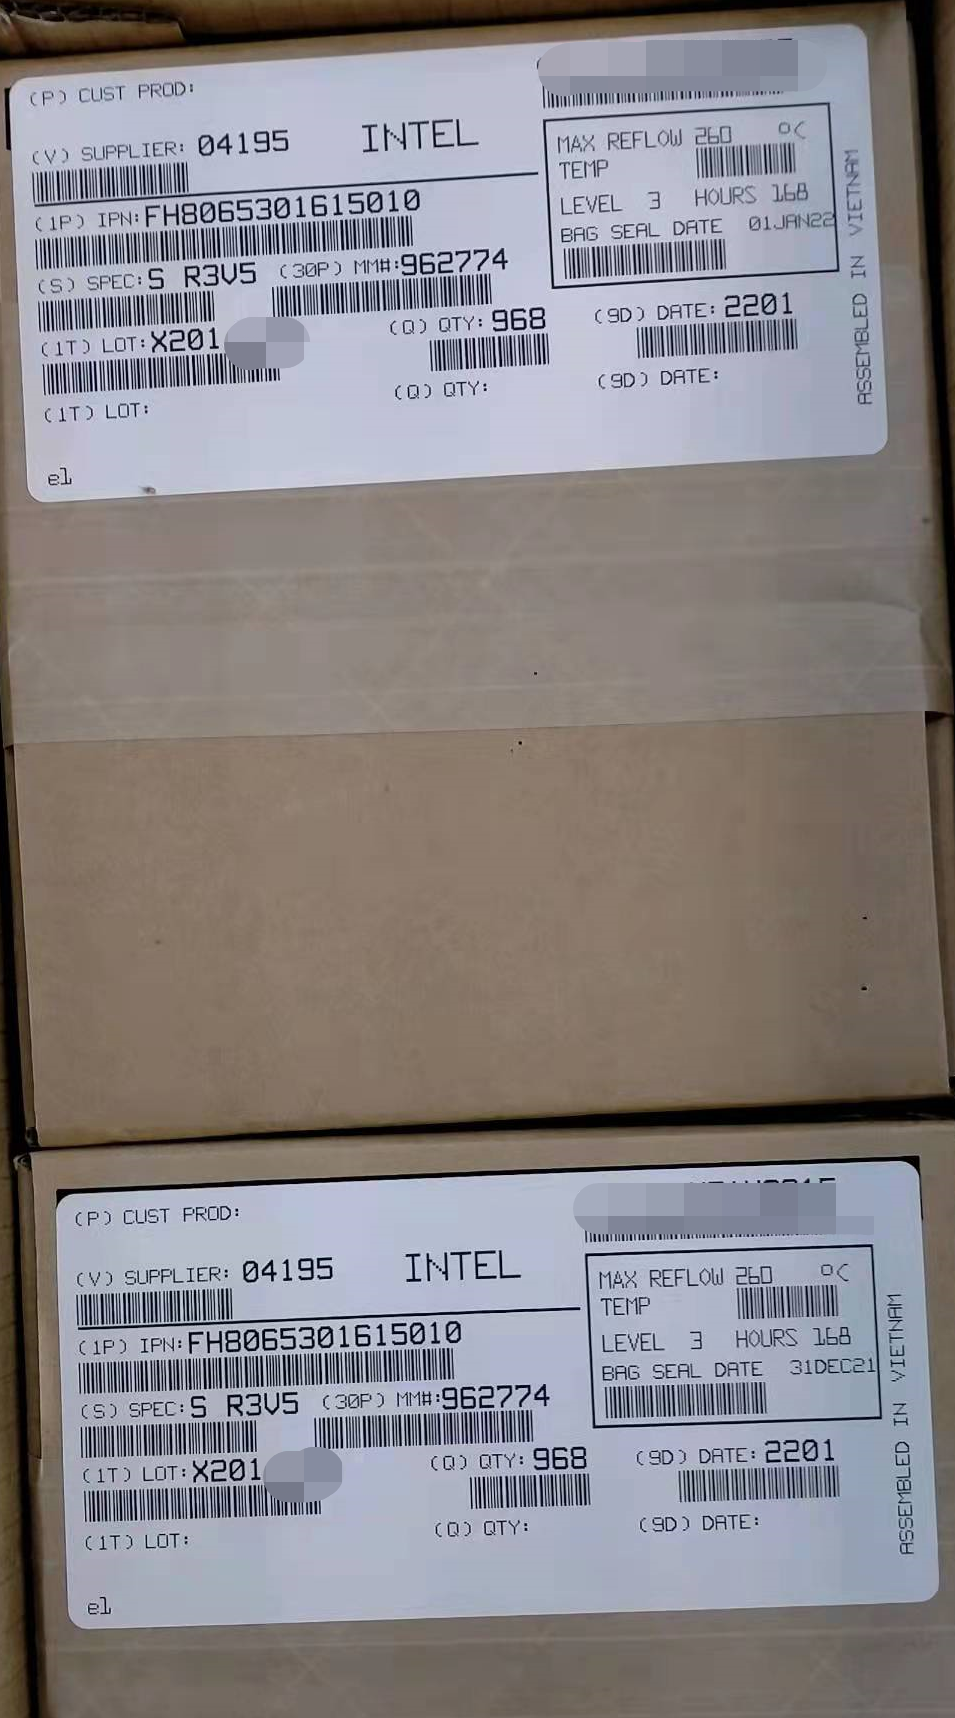 (P) CUST PROD:
(V) SUPPLIER: 04195 INTEL
(1P) IPN: FH8065301615010
(S) SPEC: S R3V5 (30P) MM#: 962774
(1T) LOT: X201 (Q) QTY: 968 (9D) DATE: 2201
(1T) LOT: (Q) QTY: (9D) DATE:
el
MAX REFLOW 260 °C
TEMP
LEVEL 3 HOURS 168
BAG SEAL DATE 01JAN22
ASSEMBLED IN VIETNAM
(P) CUST PROD:
(V) SUPPLIER: 04195 INTEL
(1P) IPN: FH8065301615010
(S) SPEC: S R3V5 (30P) MM#: 962774
(1T) LOT: X201 (Q) QTY: 968 (9D) DATE: 2201
(1T) LOT: (Q) QTY: (9D) DATE:
el
MAX REFLOW 260 °C
TEMP
LEVEL 3 HOURS 168
BAG SEAL DATE 31DEC21
ASSEMBLED IN VIETNAM